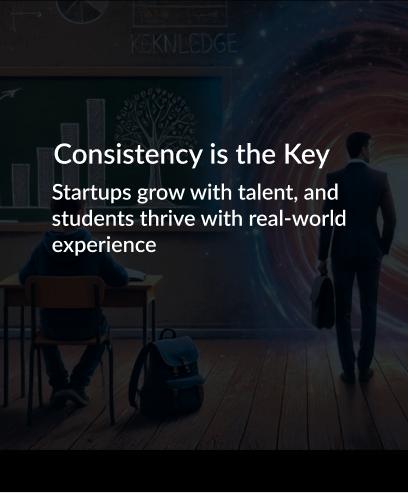 KEKNLEDGE
Consistency is the Key
Startups grow with talent, and
students thrive with real-world
experience